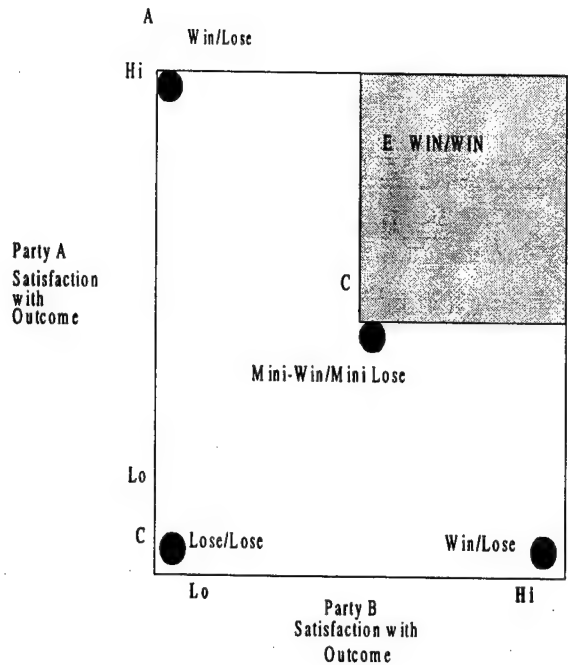 A
Win/Lose
Hi
E WIN/WIN
Party A
Satisfaction
with
Outcome
C
Mini-Win/Mini Lose
Lo
C
Lose/Lose
Win/Lose
Lo
Hi
Party B
Satisfaction with
Outcome